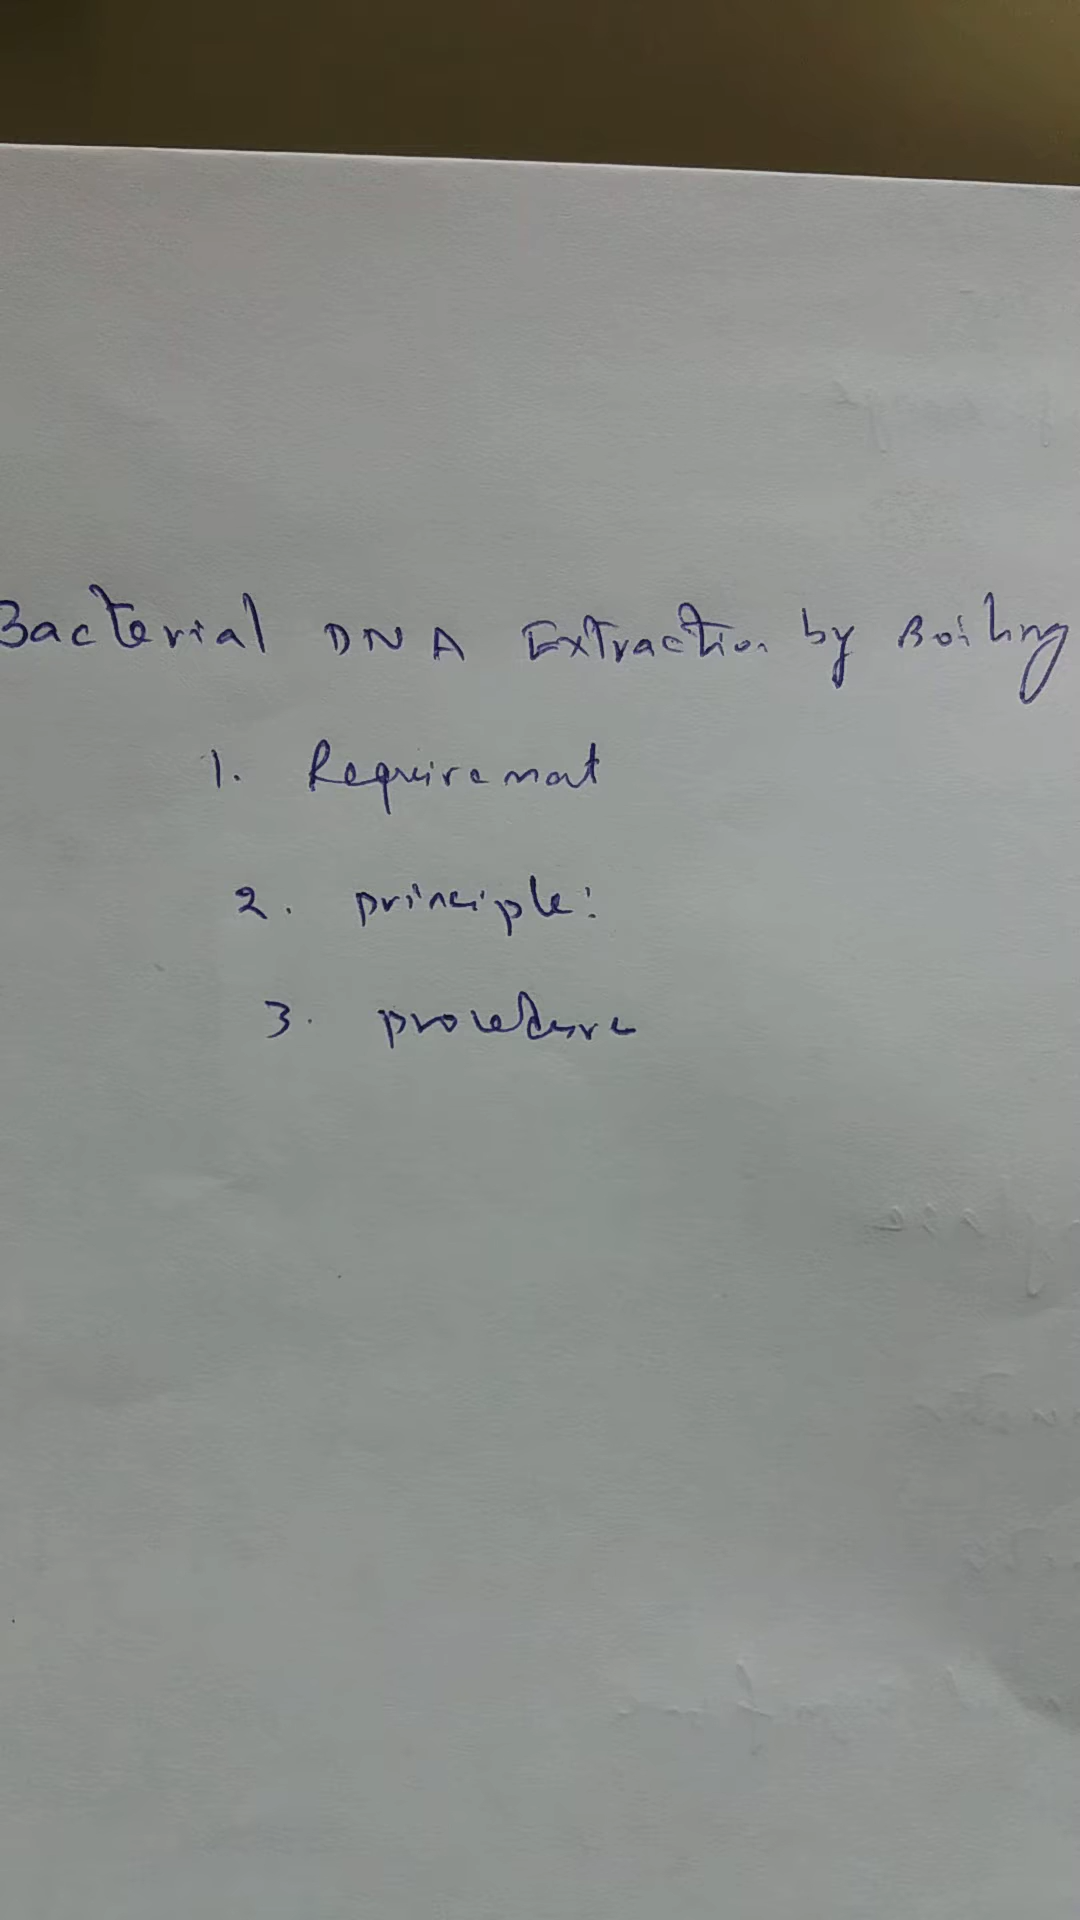 Bacterial DNA Extraction by Boiling
1. Requirement
2. principle:
3. procedure